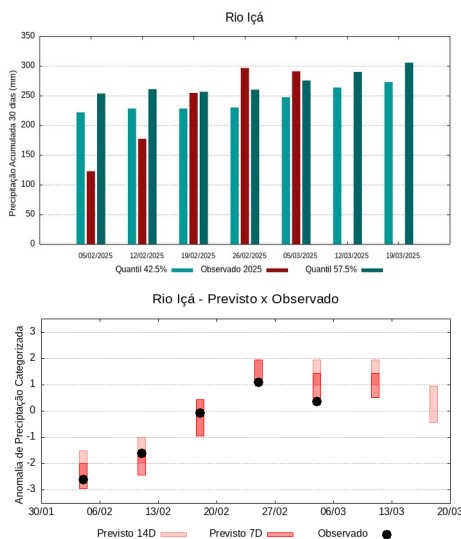 Rio Içá
Precipitação Acumulada 30 dias (mm)
350
300
250
200
150
100
50
0
05/02/2025 12/02/2025 19/02/2025 26/02/2025 05/03/2025 12/03/2025 19/03/2025
Quantil 42.5% Observado 2025 Quantil 57.5%
Rio Içá - Previsto x Observado
Anomalia de Precipitação Categorizada
3
2
1
0
-1
-2
-3
30/01 06/02 13/02 20/02 27/02 06/03 13/03 20/03
Previsto 14D Previsto 7D Observado